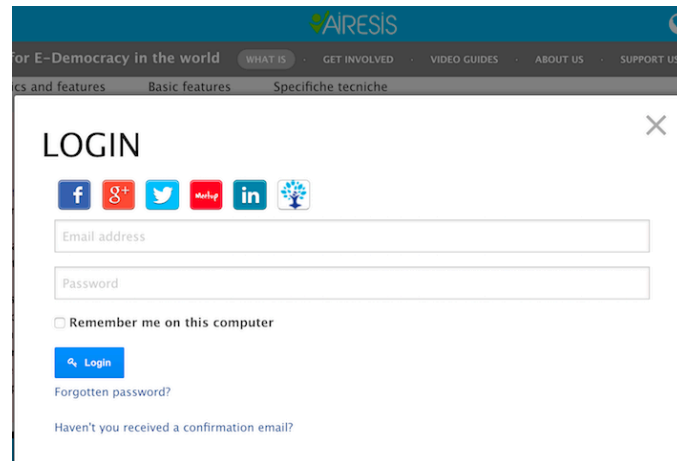 AIRESIS
for E-Democracy in the world WHAT IS · GET INVOLVED · VIDEO GUIDES · ABOUT US · SUPPORT US
and features Basic features Specifiche tecniche
LOGIN
f g+ Meetup in
Email address
Password
Remember me on this computer
Login
Forgotten password?
Haven't you received a confirmation email?